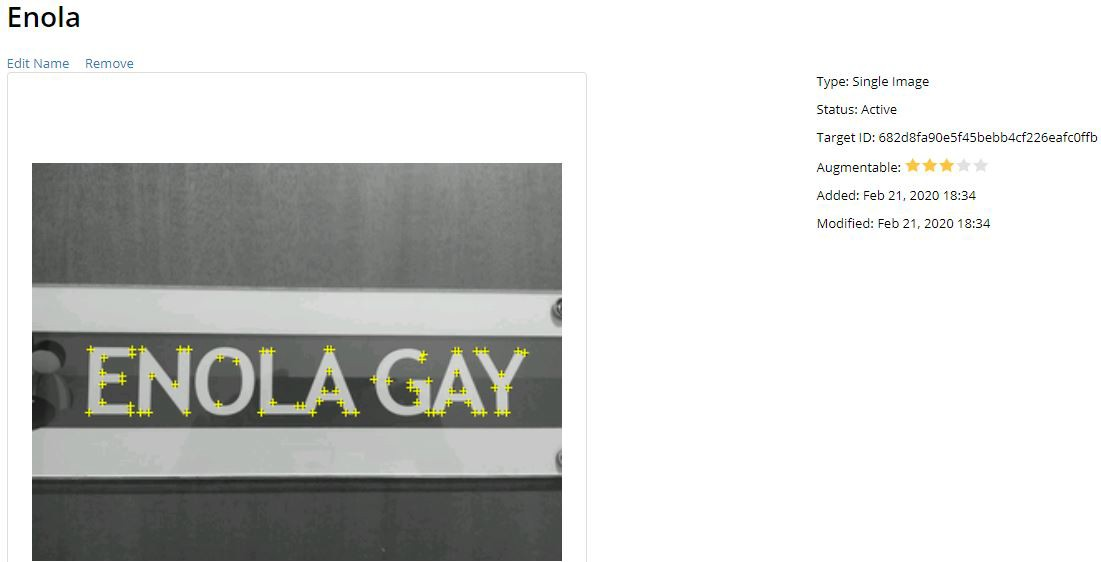 Enola
Edit Name Remove
Type: Single Image
Status: Active
Target ID: 682d8fa90e5f45bebb4cf226eafc0ffb
Augmentable:
Added: Feb 21, 2020 18:34
Modified: Feb 21, 2020 18:34
ENOLA GAY